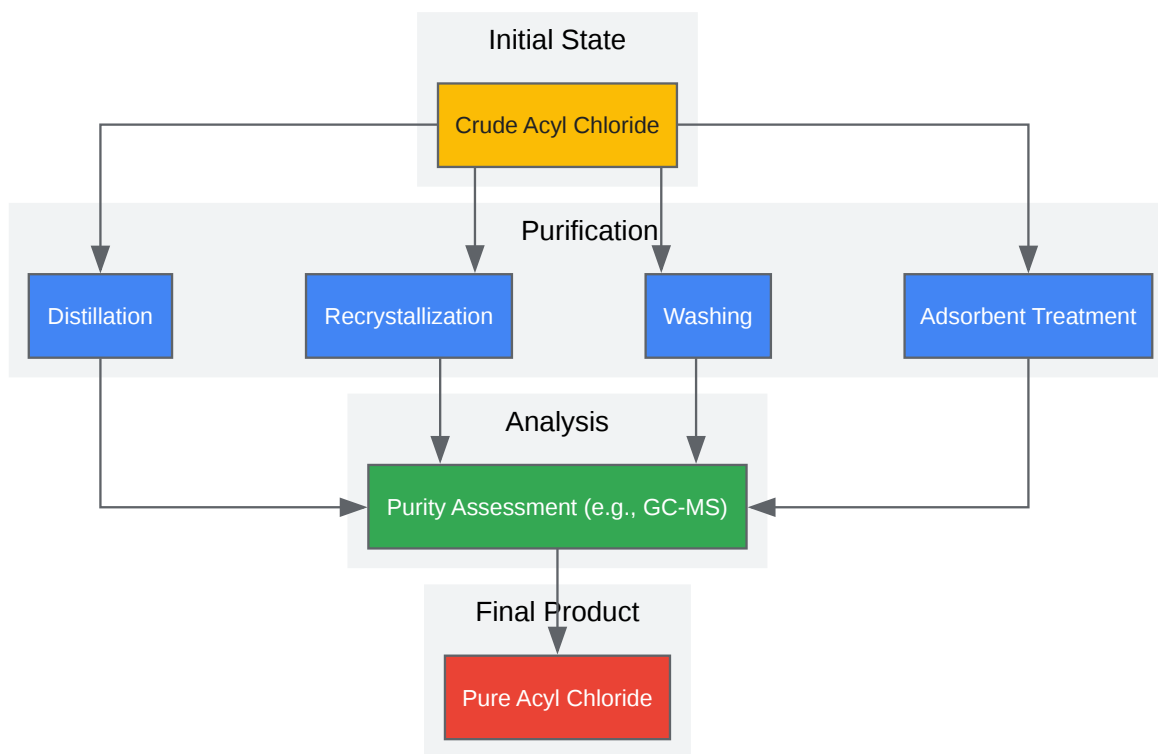 Initial State
Crude Acyl Chloride
Purification
Distillation
Recrystallization
Washing
Adsorbent Treatment
Analysis
Purity Assessment (e.g., GC-MS)
Final Product
Pure Acyl Chloride